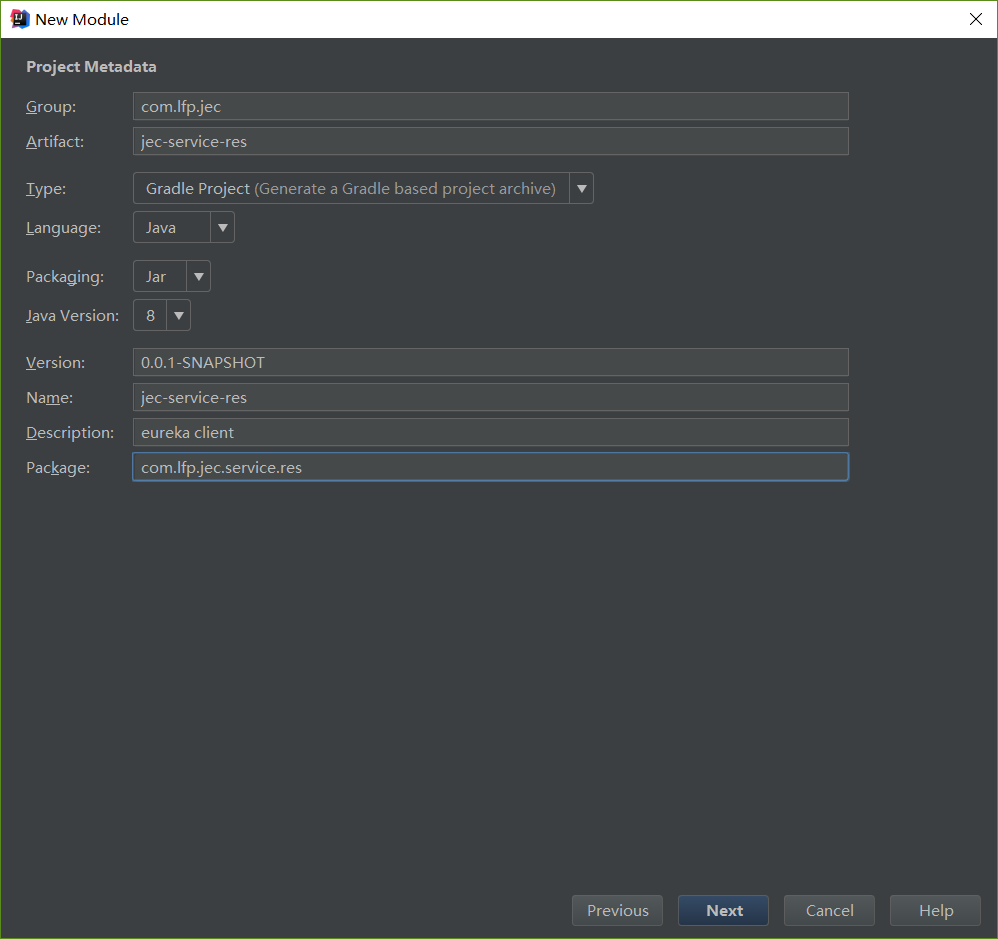 New Module
Project Metadata
Group: com.lfp.jec
Artifact: jec-service-res
Type: Gradle Project (Generate a Gradle based project archive)
Language: Java
Packaging: Jar
Java Version: 8
Version: 0.0.1-SNAPSHOT
Name: jec-service-res
Description: eureka client
Package: com.lfp.jec.service.res
Previous Next Cancel Help